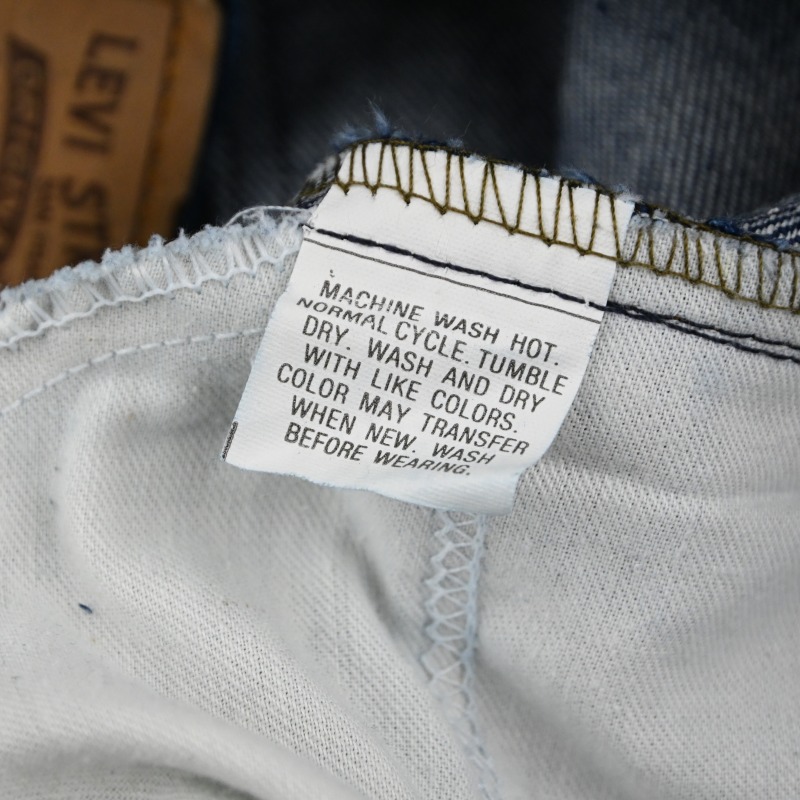 LEVI STR
MACHINE WASH HOT.
NORMAL CYCLE. TUMBLE
DRY. WASH AND DRY
WITH LIKE COLORS.
COLOR MAY TRANSFER
WHEN NEW. WASH
BEFORE WEARING.